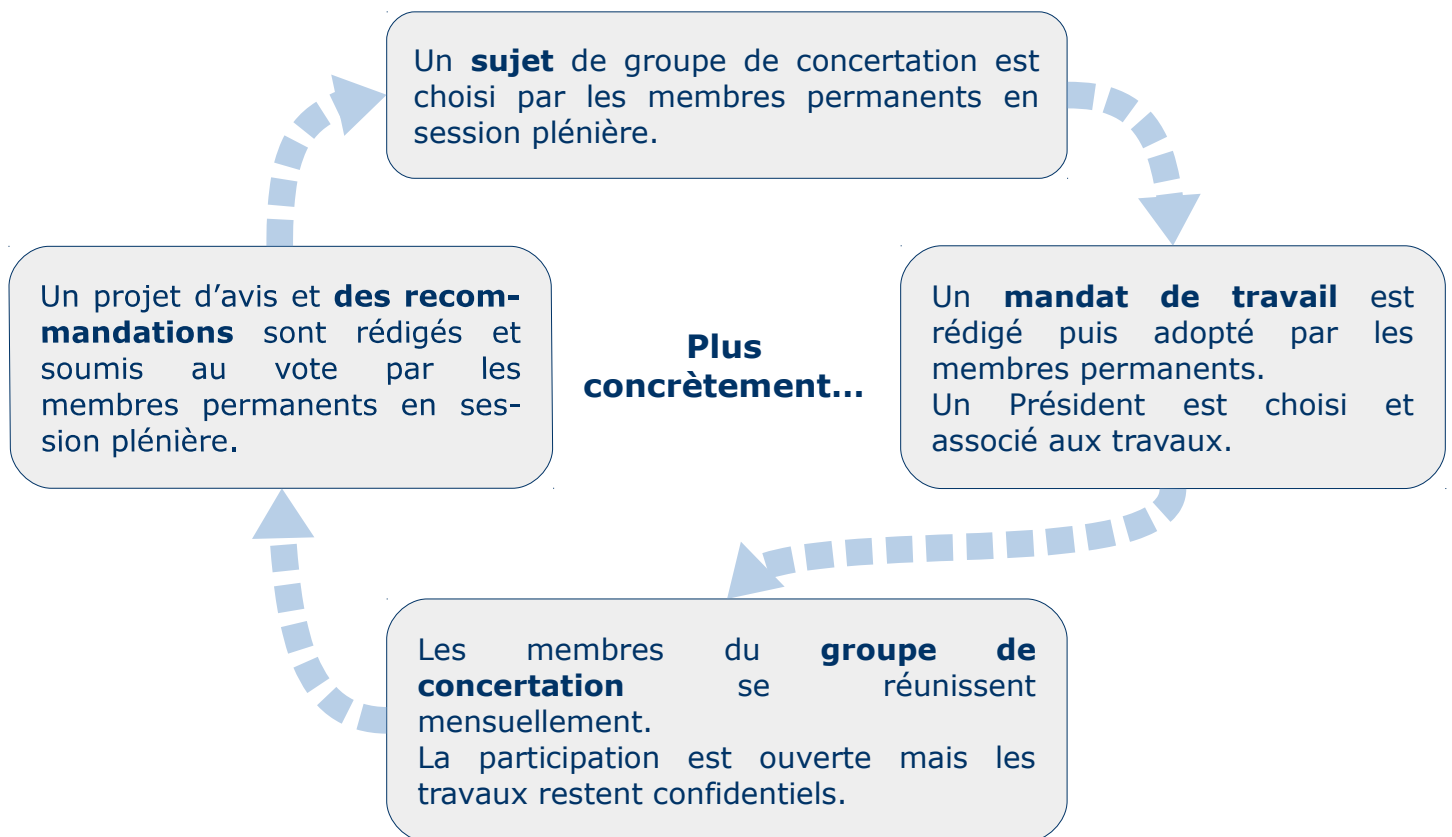 Un sujet de groupe de concertation est
choisi par les membres permanents en
session plénière.
Un projet d’avis et des recom-
mandations sont rédigés et
soumis au vote par les
membres permanents en ses-
sion plénière.
Plus
concrètement…
Un mandat de travail est
rédigé puis adopté par les
membres permanents.
Un Président est choisi et
associé aux travaux.
Les membres du groupe de
concertation se réunissent
mensuellement.
La participation est ouverte mais les
travaux restent confidentiels.